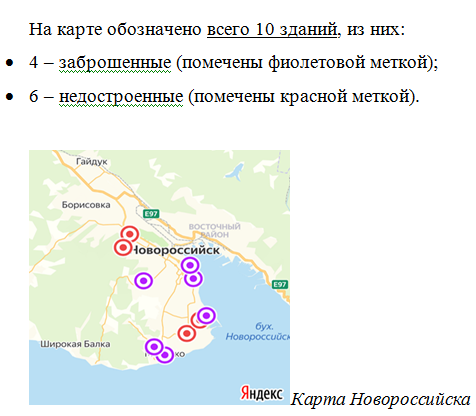 На карте обозначено всего 10 зданий, из них:
• 4 – заброшенные (помечены фиолетовой меткой);
• 6 – недостроенные (помечены красной меткой).
Гайдук
Борисовка
E97
ВОСТОЧНЫЙ
РАЙОН
Новороссийск
E97
бух.
Новороссийск
Широкая Балка
ко
Яндекс
Карта Новороссийска